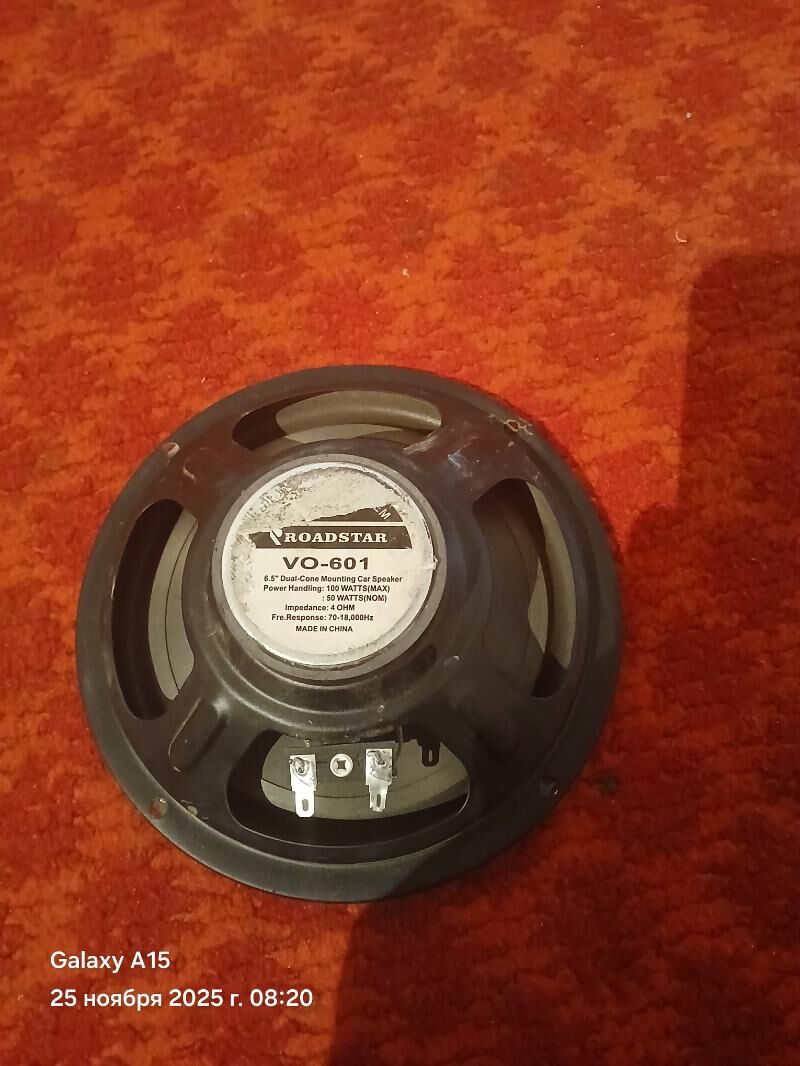 EM
ROADSTAR
VO-601
6.5" Dual-Cone Mounting Car Speaker
Power Handling: 100 WATTS(MAX)
: 50 WATTS(NOM)
Impedance: 4 OHM
Fre.Response: 70-18,000Hz
MADE IN CHINA
Galaxy A15
25 ноября 2025 г. 08:20